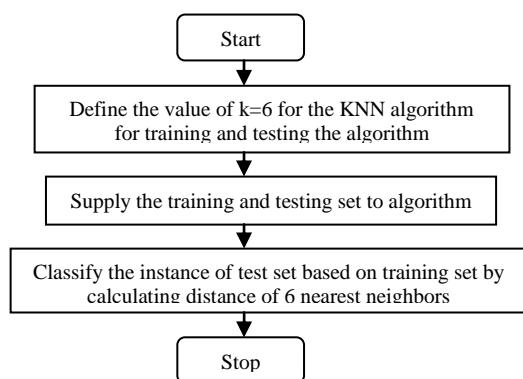 Start
Define the value of k=6 for the KNN algorithm
for training and testing the algorithm
Supply the training and testing set to algorithm
Classify the instance of test set based on training set by
calculating distance of 6 nearest neighbors
Stop